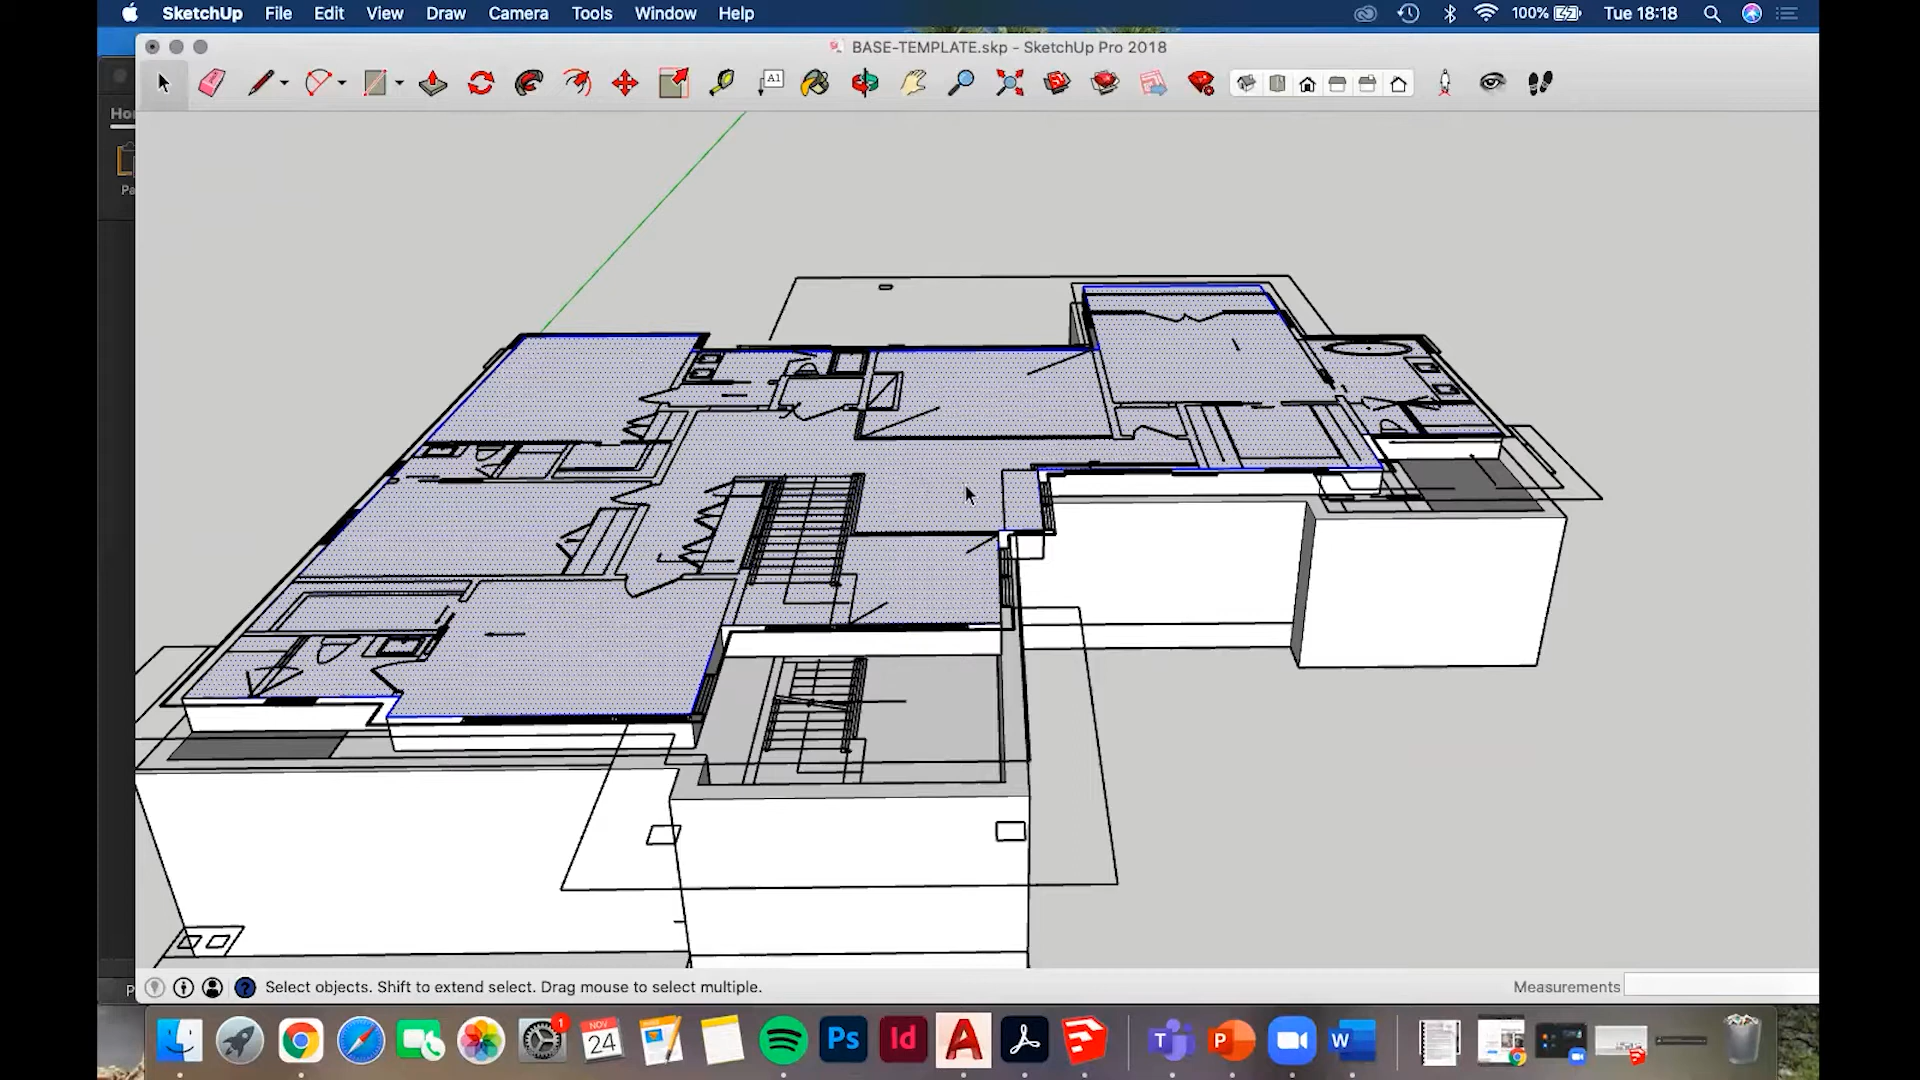 SketchUp File Edit View Draw Camera Tools Window Help 100% Tue 18:18
BASE-TEMPLATE.skp - SketchUp Pro 2018
A1
Select objects. Shift to extend select. Drag mouse to select multiple.
Measurements
1
NOV
24
Ps
Id
A
T
P
W